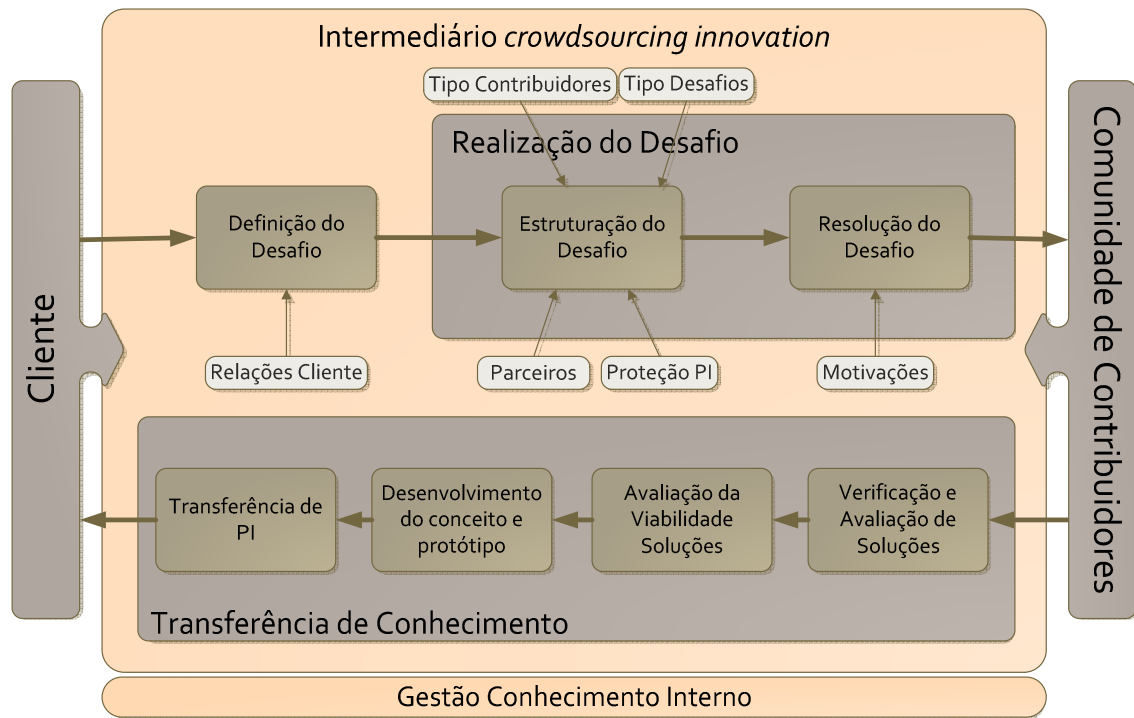 Intermediário crowdsourcing innovation
Tipo Contribuidores
Tipo Desafios
Realização do Desafio
Definição do
Desafio
Estruturação do
Desafio
Resolução do
Desafio
Relações Cliente
Parceiros
Proteção PI
Motivações
Cliente
Comunidade de Contribuidores
Transferência de
PI
Desenvolvimento
do conceito e
protótipo
Avaliação da
Viabilidade
Soluções
Verificação e
Avaliação de
Soluções
Transferência de Conhecimento
Gestão Conhecimento Interno